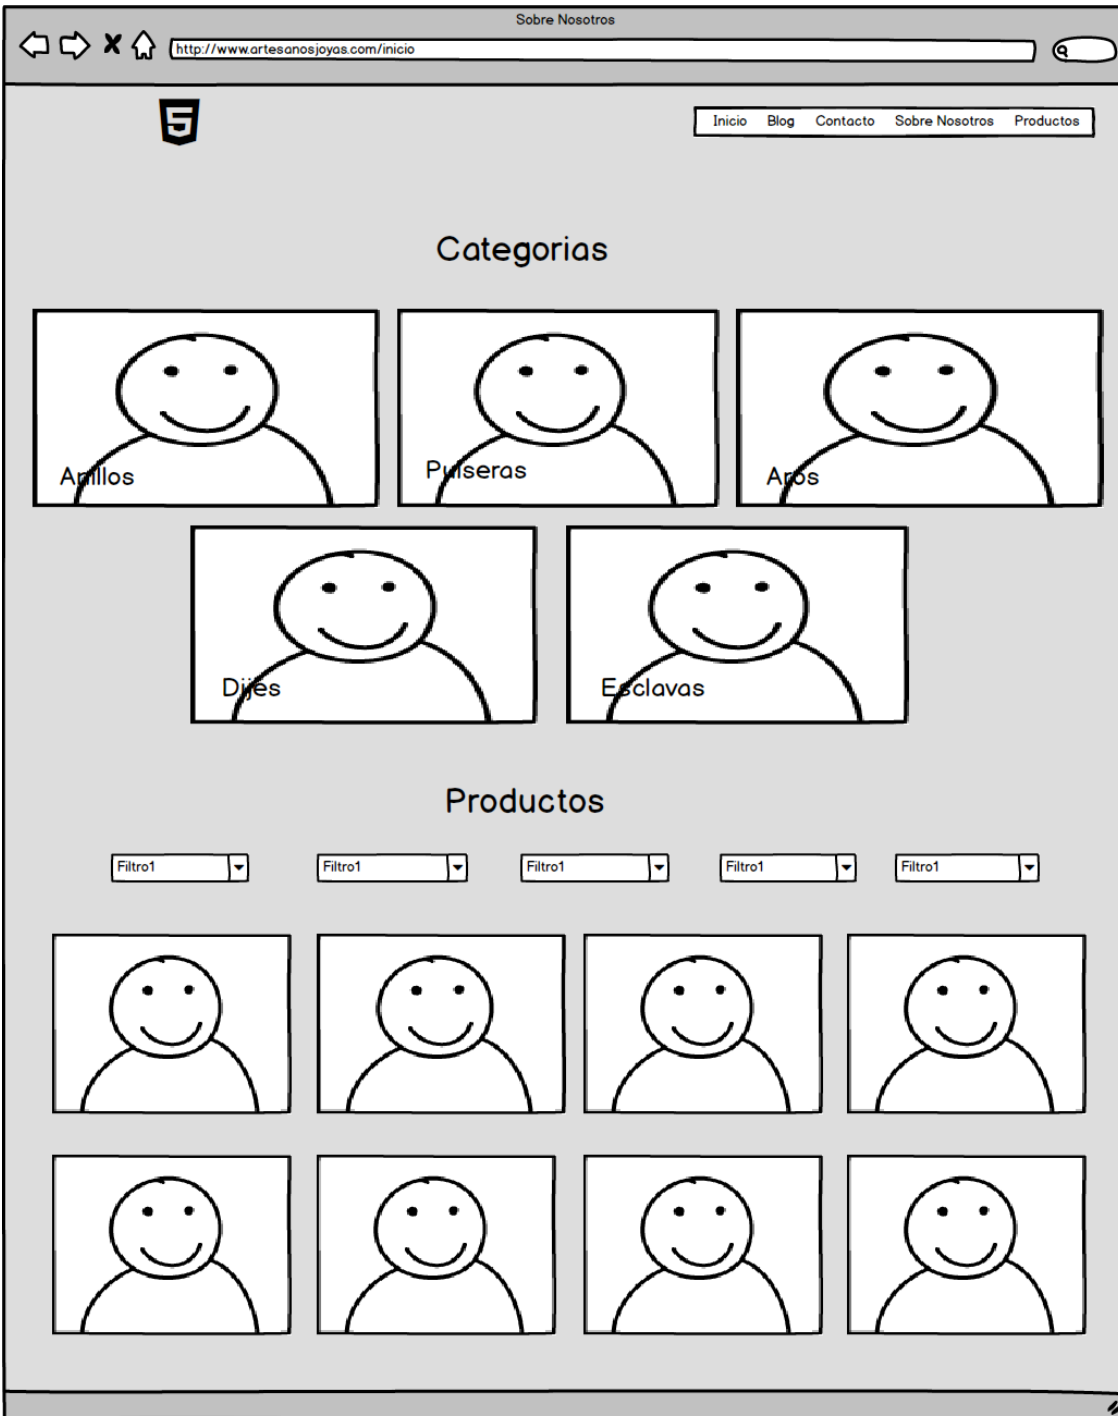 Sobre Nosotros
http://www.artesanosjoyas.com/inicio
5
Inicio Blog Contacto Sobre Nosotros Productos
Categorias
Anillos
Pulseras
Aros
Dijes
Esclavas
Productos
Filtro1 Filtro1 Filtro1 Filtro1 Filtro1